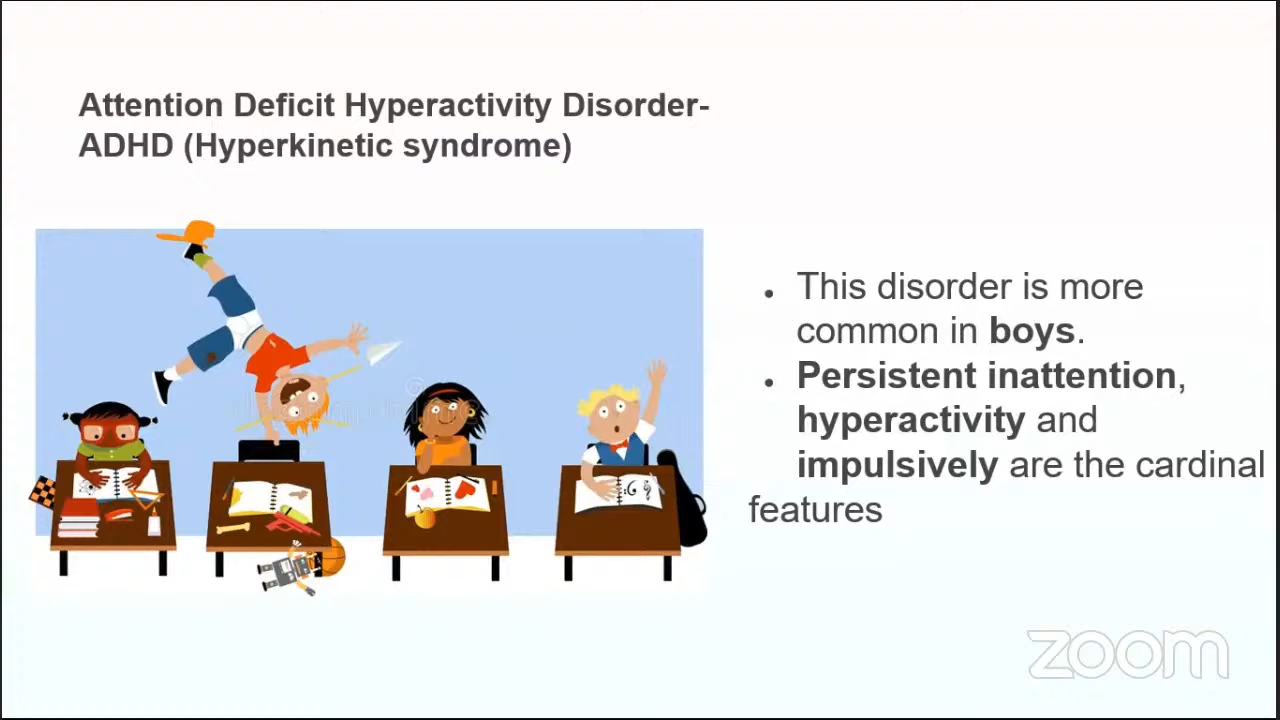 Attention Deficit Hyperactivity Disorder-
ADHD (Hyperkinetic syndrome)
• This disorder is more
common in boys.
• Persistent inattention,
hyperactivity and
impulsively are the cardinal
features
zoom